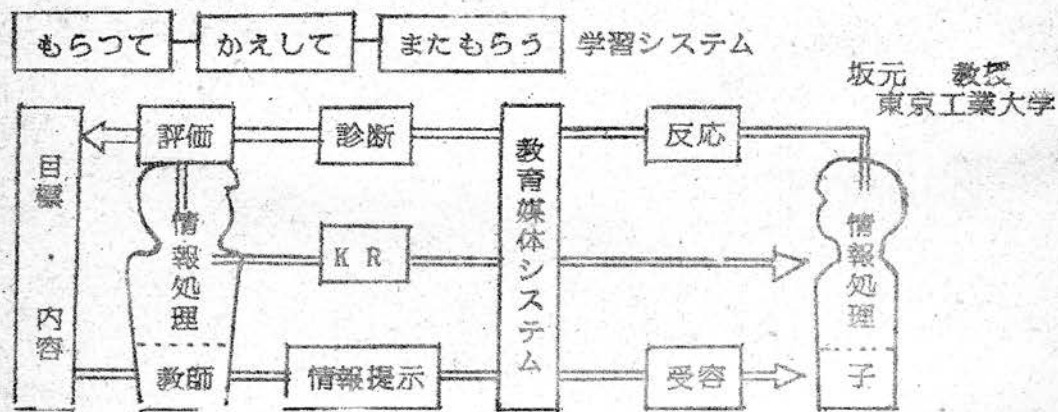 もらつて かえして またもらう 学習システム
坂元 教授
東京工業大学
評価 診断 反応
目標・内容
教育媒体システム
情報処理
情報処理
KR
教師 情報提示 受容 子